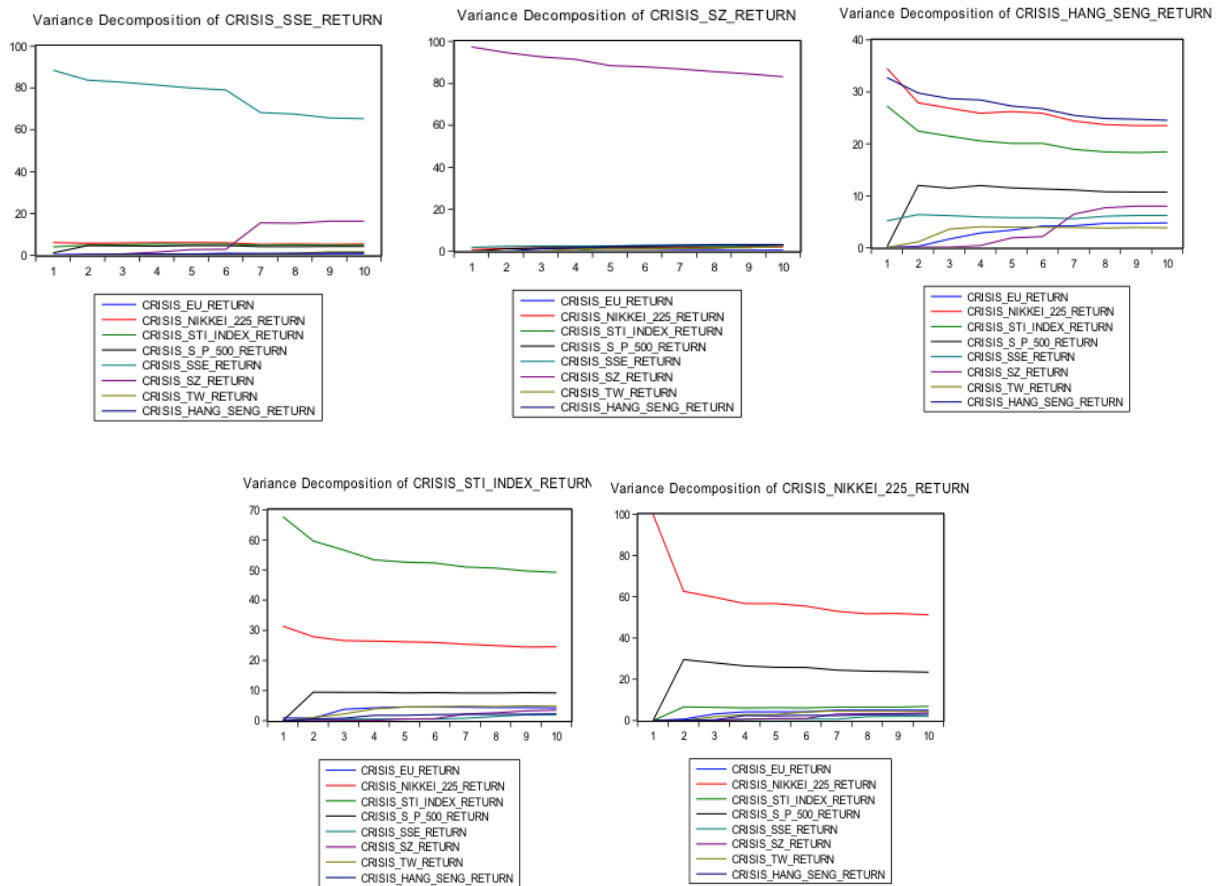 Variance Decomposition of CRISIS_SSE_RETURN
100
80
60
40
20
0
1 2 3 4 5 6 7 8 9 10
CRISIS_EU_RETURN
CRISIS_NIKKEI_225_RETURN
CRISIS_STI_INDEX_RETURN
CRISIS_S_P_500_RETURN
CRISIS_SSE_RETURN
CRISIS_SZ_RETURN
CRISIS_TW_RETURN
CRISIS_HANG_SENG_RETURN
Variance Decomposition of CRISIS_SZ_RETURN
100
80
60
40
20
0
1 2 3 4 5 6 7 8 9 10
CRISIS_EU_RETURN
CRISIS_NIKKEI_225_RETURN
CRISIS_STI_INDEX_RETURN
CRISIS_S_P_500_RETURN
CRISIS_SSE_RETURN
CRISIS_SZ_RETURN
CRISIS_TW_RETURN
CRISIS_HANG_SENG_RETURN
Variance Decomposition of CRISIS_HANG_SENG_RETURN
40
30
20
10
0
1 2 3 4 5 6 7 8 9 10
CRISIS_EU_RETURN
CRISIS_NIKKEI_225_RETURN
CRISIS_STI_INDEX_RETURN
CRISIS_S_P_500_RETURN
CRISIS_SSE_RETURN
CRISIS_SZ_RETURN
CRISIS_TW_RETURN
CRISIS_HANG_SENG_RETURN
Variance Decomposition of CRISIS_STI_INDEX_RETURN
70
60
50
40
30
20
10
0
1 2 3 4 5 6 7 8 9 10
CRISIS_EU_RETURN
CRISIS_NIKKEI_225_RETURN
CRISIS_STI_INDEX_RETURN
CRISIS_S_P_500_RETURN
CRISIS_SSE_RETURN
CRISIS_SZ_RETURN
CRISIS_TW_RETURN
CRISIS_HANG_SENG_RETURN
Variance Decomposition of CRISIS_NIKKEI_225_RETURN
100
80
60
40
20
0
1 2 3 4 5 6 7 8 9 10
CRISIS_EU_RETURN
CRISIS_NIKKEI_225_RETURN
CRISIS_STI_INDEX_RETURN
CRISIS_S_P_500_RETURN
CRISIS_SSE_RETURN
CRISIS_SZ_RETURN
CRISIS_TW_RETURN
CRISIS_HANG_SENG_RETURN